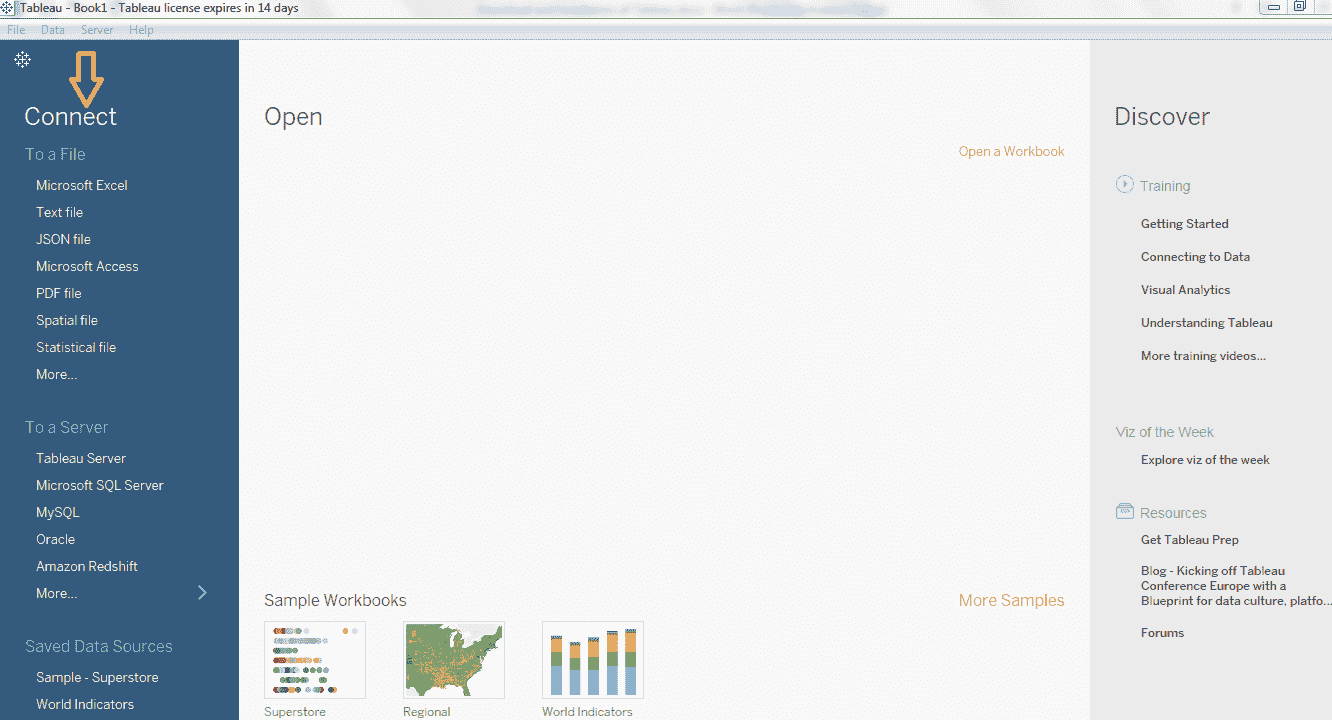 Tableau - Book1 - Tableau license expires in 14 days
File Data Server Help
Connect
To a File
Microsoft Excel
Text file
JSON file
Microsoft Access
PDF file
Spatial file
Statistical file
More...
To a Server
Tableau Server
Microsoft SQL Server
MySQL
Oracle
Amazon Redshift
More...
Saved Data Sources
Sample - Superstore
World Indicators
Open
Open a Workbook
Sample Workbooks
More Samples
Superstore
Regional
World Indicators
Discover
Training
Getting Started
Connecting to Data
Visual Analytics
Understanding Tableau
More training videos...
Viz of the Week
Explore viz of the week
Resources
Get Tableau Prep
Blog - Kicking off Tableau
Conference Europe with a
Blueprint for data culture, platfo...
Forums